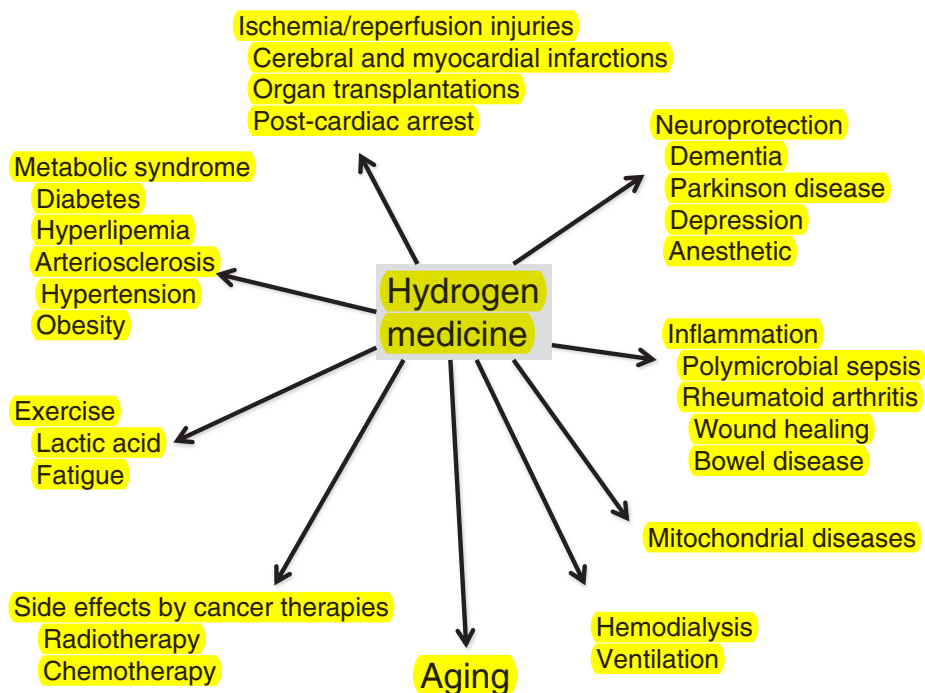 Ischemia/reperfusion injuries
Cerebral and myocardial infarctions
Organ transplantations
Post-cardiac arrest
Neuroprotection
Dementia
Parkinson disease
Depression
Anesthetic
Metabolic syndrome
Diabetes
Hyperlipemia
Arteriosclerosis
Hypertension
Obesity
Hydrogen
medicine
Inflammation
Polymicrobial sepsis
Rheumatoid arthritis
Wound healing
Bowel disease
Exercise
Lactic acid
Fatigue
Mitochondrial diseases
Side effects by cancer therapies
Radiotherapy
Chemotherapy
Aging
Hemodialysis
Ventilation